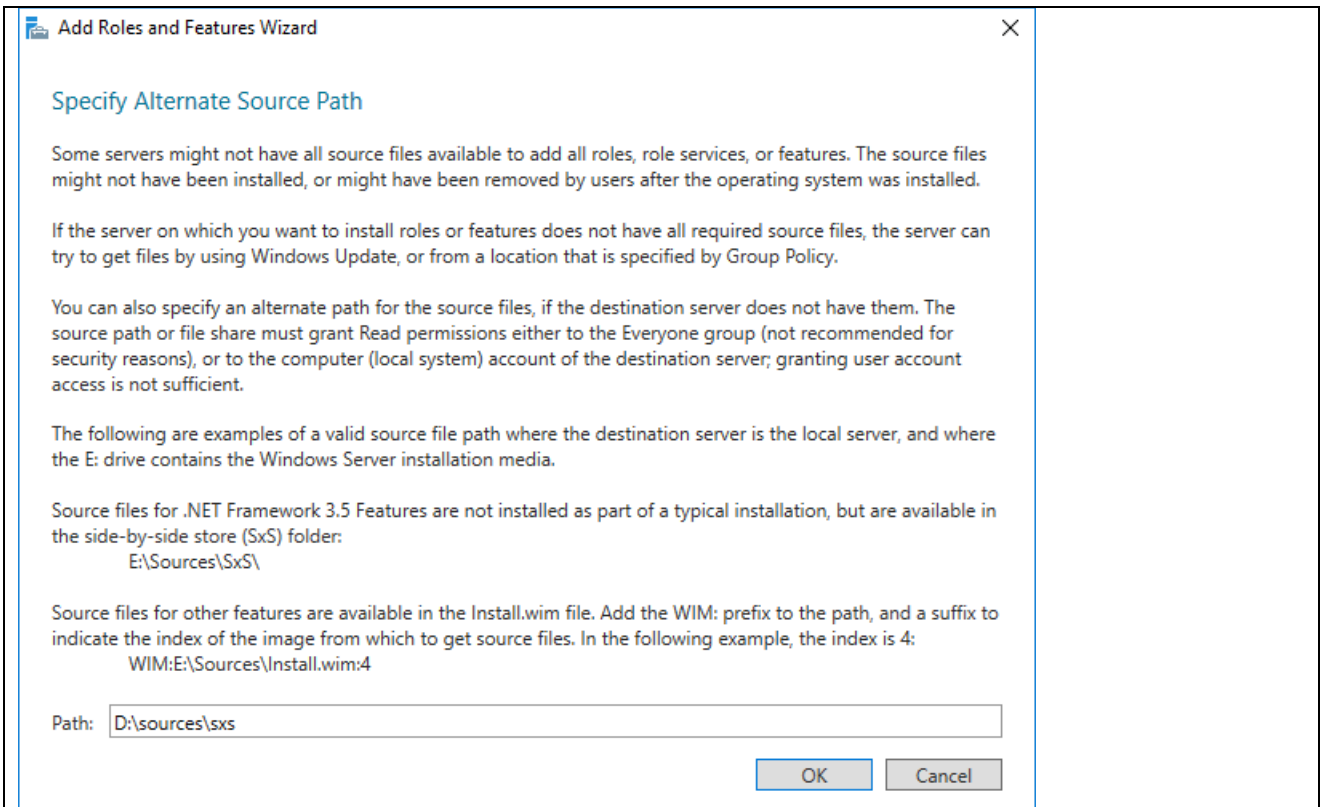 Add Roles and Features Wizard
Specify Alternate Source Path
Some servers might not have all source files available to add all roles, role services, or features. The source files
might not have been installed, or might have been removed by users after the operating system was installed.
If the server on which you want to install roles or features does not have all required source files, the server can
try to get files by using Windows Update, or from a location that is specified by Group Policy.
You can also specify an alternate path for the source files, if the destination server does not have them. The
source path or file share must grant Read permissions either to the Everyone group (not recommended for
security reasons), or to the computer (local system) account of the destination server; granting user account
access is not sufficient.
The following are examples of a valid source file path where the destination server is the local server, and where
the E: drive contains the Windows Server installation media.
Source files for .NET Framework 3.5 Features are not installed as part of a typical installation, but are available in
the side-by-side store (SxS) folder:
E:\Sources\SxS\
Source files for other features are available in the Install.wim file. Add the WIM: prefix to the path, and a suffix to
indicate the index of the image from which to get source files. In the following example, the index is 4:
WIM:E:\Sources\Install.wim:4
Path: D:\sources\sxs
OK Cancel